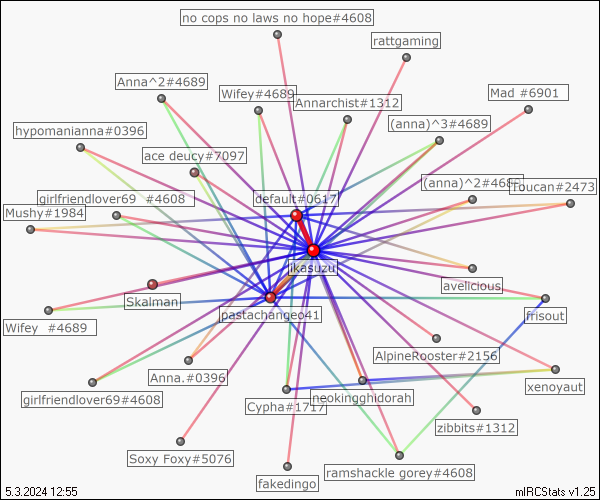 no cops no laws no hope#4608
rattgaming
Anna^2#4689
Wifey#4689
Annarchist#1312
Mad #6901
hypomanianna#0396
(anna)^3#4689
ace deucy#7097
(anna)^2#4689
Toucan#2473
girlfriendlover69 #4608
default#0617
Mushy#1984
jkasuzu
avelicious
Skalman
pastachangeo41
frisout
Wifey #4689
AlpineRooster#2156
Anna.#0396
xenoyaut
girlfriendlover69#4608
Cypha#1717
neokingghidorah
zibbits#1312
Soxy Foxy#5076
ramshackle gorey#4608
fakedingo
5.3.2024 12:55
mIRCStats v1.25